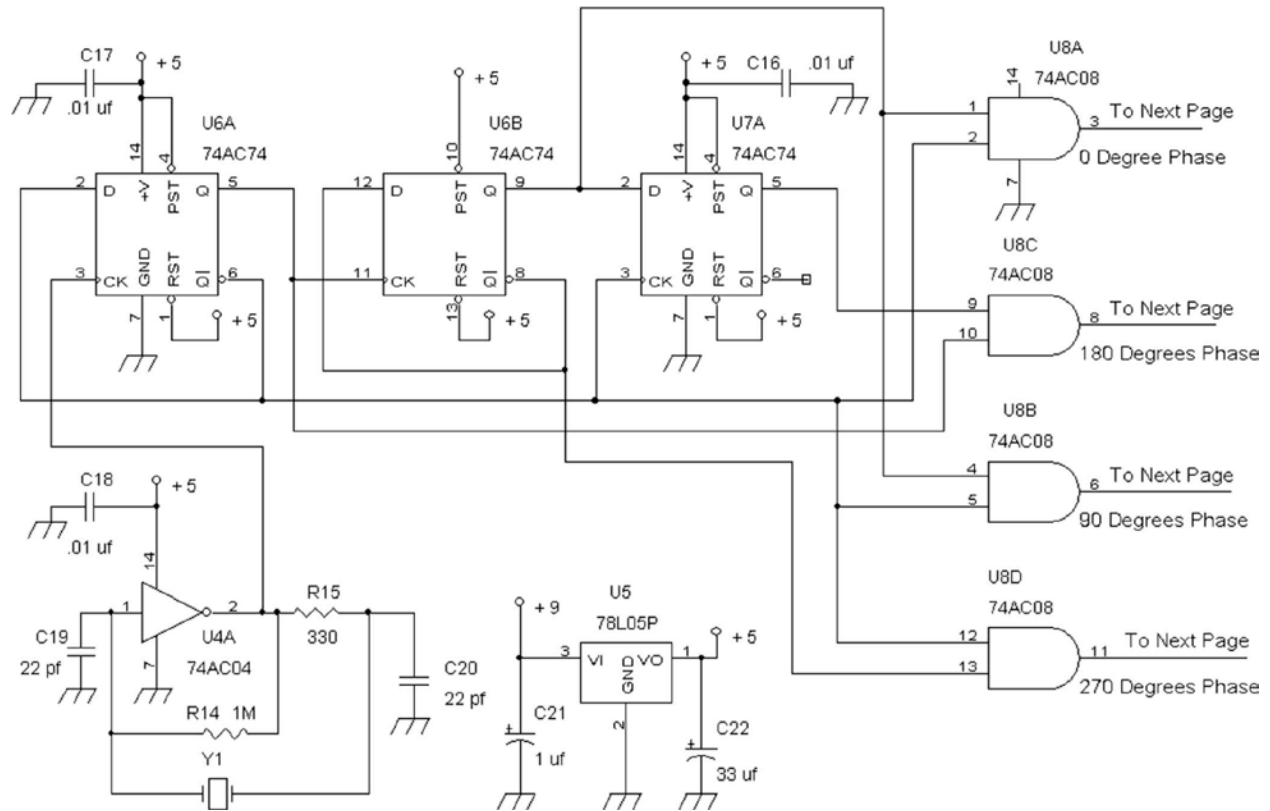 C17
.01 uf
+ 5
U6A
74AC74
14
4
2
D
+V
PST
Q
5
3
CK
GND
RST
QI
6
7
1
+ 5
+ 5
U6B
74AC74
10
12
D
PST
Q
9
11
CK
RST
QI
8
13
+ 5
+ 5
C16
.01 uf
U7A
74AC74
14
4
2
D
+V
PST
Q
5
3
CK
GND
RST
QI
6
7
1
+ 5
U8A
74AC08
14
1
2
3
7
To Next Page
0 Degree Phase
U8C
74AC08
9
10
8
To Next Page
180 Degrees Phase
U8B
74AC08
4
5
6
To Next Page
90 Degrees Phase
U8D
74AC08
12
13
11
To Next Page
270 Degrees Phase
C18
.01 uf
+ 5
14
1
2
7
U4A
74AC04
C19
22 pf
R15
330
C20
22 pf
R14 1M
Y1
U5
78L05P
+ 9
+ 5
3
VI
GND
VO
1
2
+
C21
1 uf
+
C22
33 uf